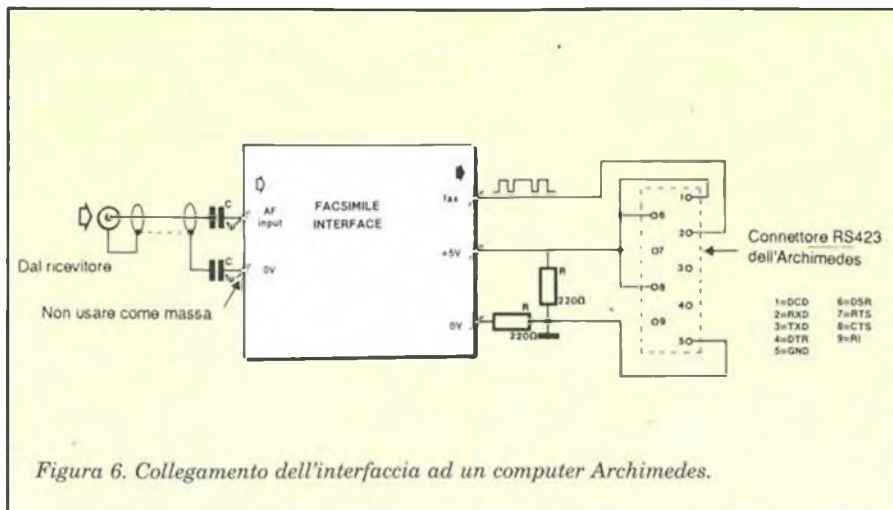 Dal ricevitore
C
1µ
AF
input
C
1µ
0V
Non usare come massa
FACSIMILE
INTERFACE
fax
+5V
0V
R
220Ω
R
220Ω
1
6
2
7
3
8
4
9
5
Connettore RS423
dell'Archimedes
1=DCD 6=DSR
2=RXD 7=RTS
3=TXD 8=CTS
4=DTR 9=RI
5=GND
Figura 6. Collegamento dell'interfaccia ad un computer Archimedes.